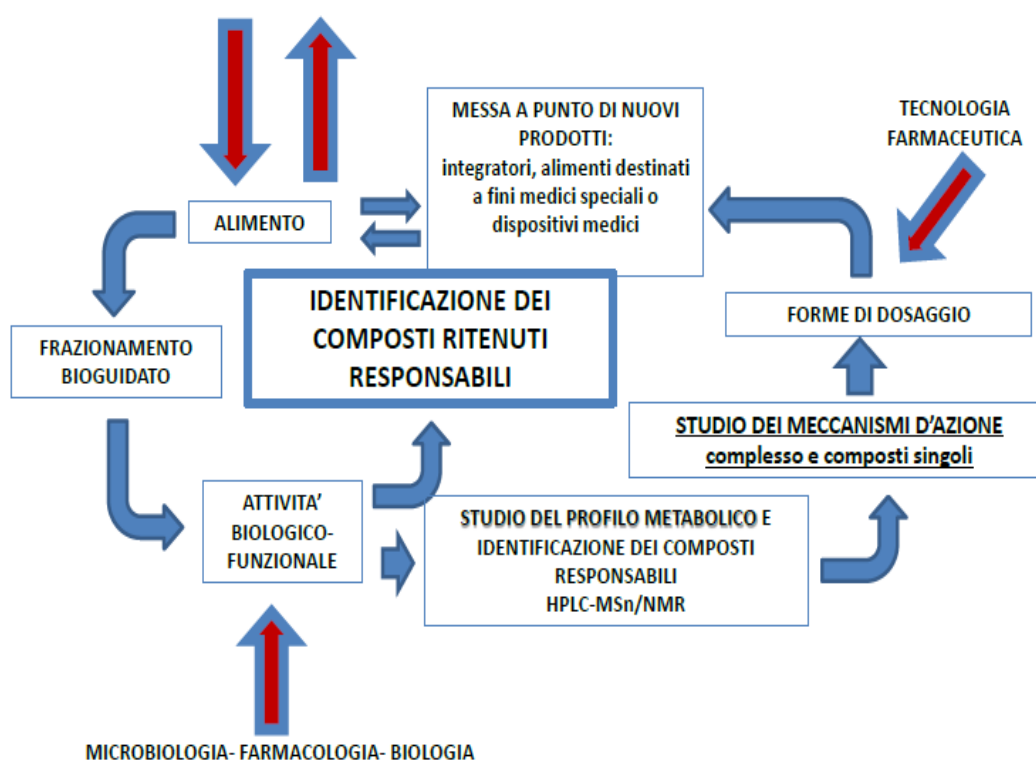 MESSA A PUNTO DI NUOVI
PRODOTTI:
integratori, alimenti destinati
a fini medici speciali o
dispositivi medici
TECNOLOGIA
FARMACEUTICA
ALIMENTO
IDENTIFICAZIONE DEI
COMPOSTI RITENUTI
RESPONSABILI
FORME DI DOSAGGIO
FRAZIONAMENTO
BIOGUIDATO
STUDIO DEI MECCANISMI D'AZIONE
complesso e composti singoli
ATTIVITA'
BIOLOGICO-
FUNZIONALE
STUDIO DEL PROFILO METABOLICO E
IDENTIFICAZIONE DEI COMPOSTI
RESPONSABILI
HPLC-MSn/NMR
MICROBIOLOGIA- FARMACOLOGIA- BIOLOGIA